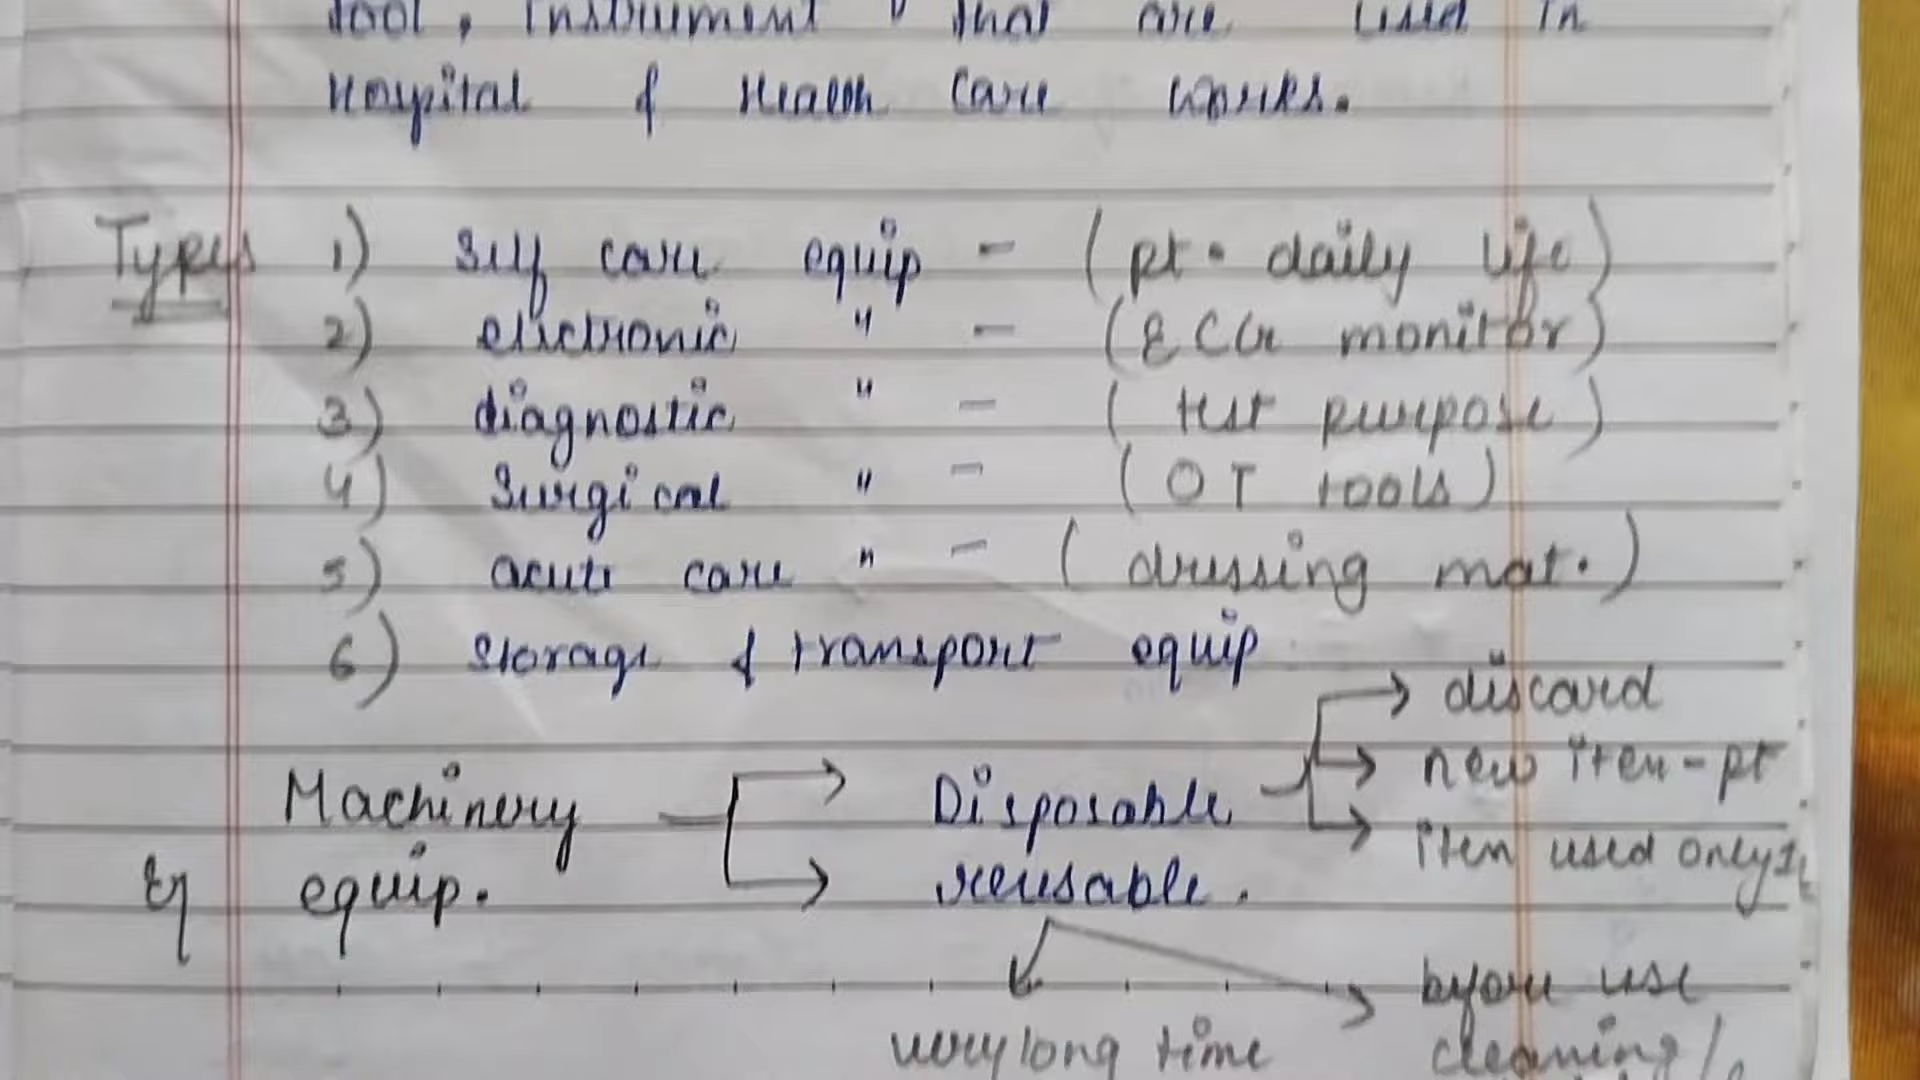 tool, instrument that are used in
Hospital & Health Care works.
Types 1) Self care equip - (pt. daily life)
2) electronic " - (ECG monitor)
3) diagnostic " - (test purpose)
4) Surgical " - (OT tools)
5) acute care " - (dressing mat.)
6) storage & transport equip
Machinery equip.
→ Disposable
→ discard
→ new item - pt
→ item used only 1
→ reusable.
very long time
→ before use
cleaning /